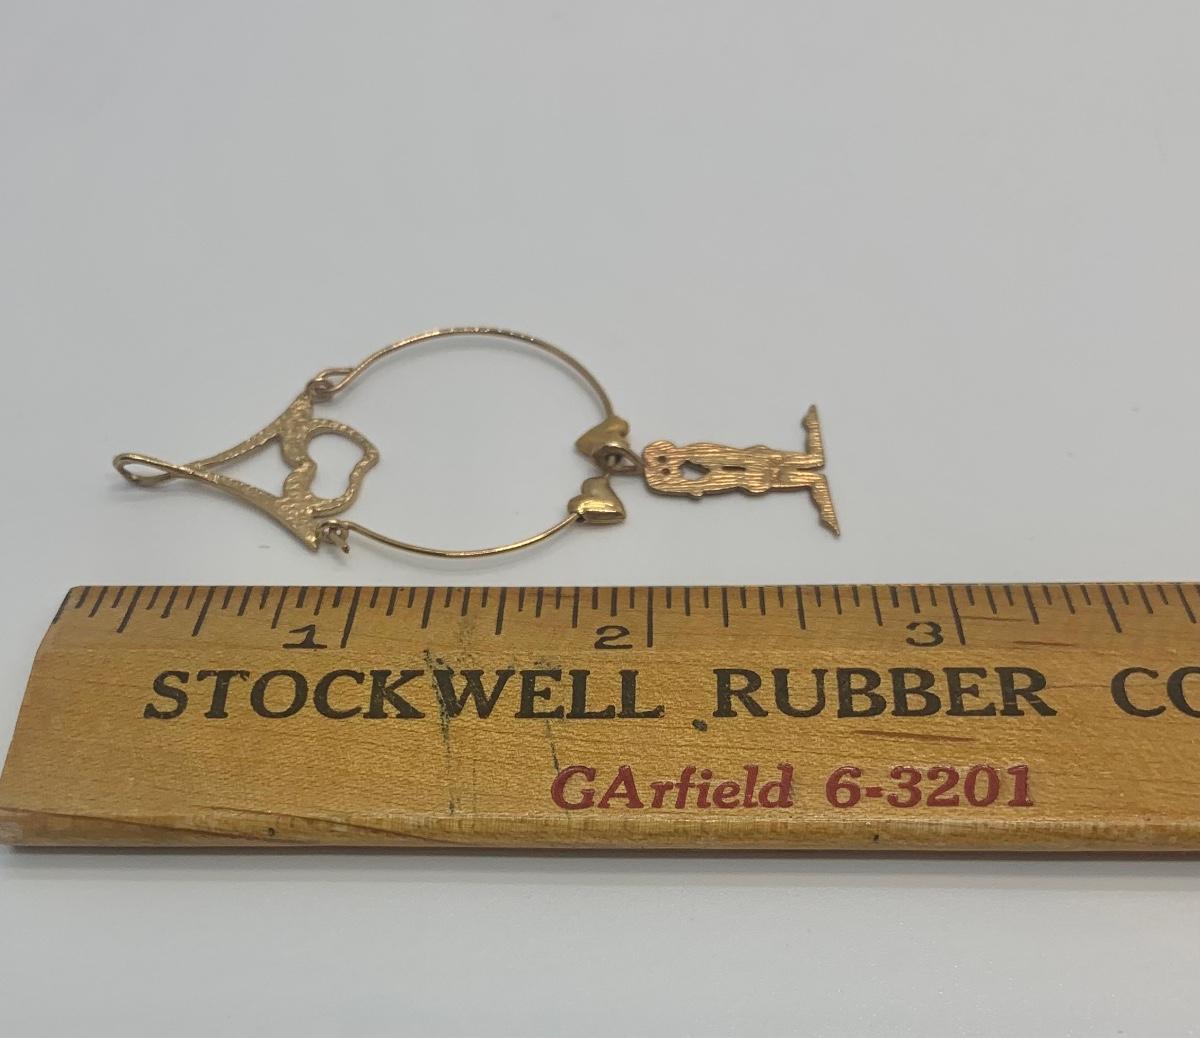 1 2 3
STOCKWELL RUBBER CO
GArfield 6-3201